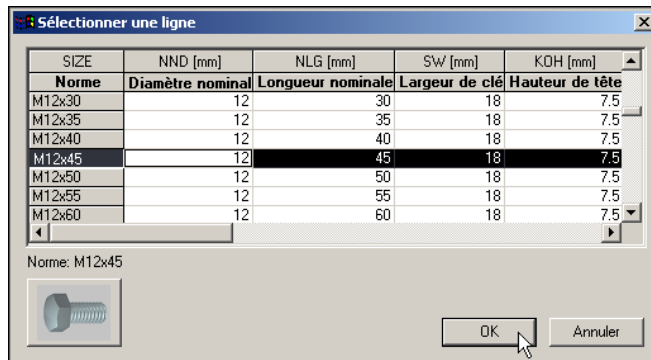 Sélectionner une ligne
SIZE NND [mm] NLG [mm] SW [mm] KOH [mm]
Norme Diamètre nominal Longueur nominale Largeur de clé Hauteur de tête
M12x30 12 30 18 7.5
M12x35 12 35 18 7.5
M12x40 12 40 18 7.5
M12x45 12 45 18 7.5
M12x50 12 50 18 7.5
M12x55 12 55 18 7.5
M12x60 12 60 18 7.5
Norme: M12x45
OK Annuler